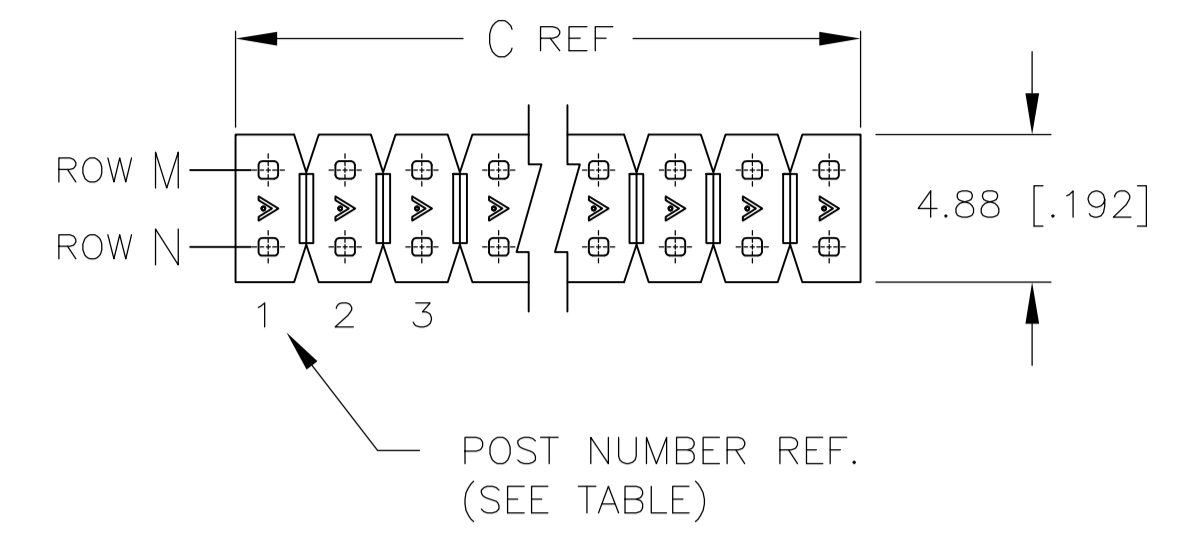 C REF
ROW M
4.88 [.192]
ROW N
1 2 3
POST NUMBER REF.
(SEE TABLE)